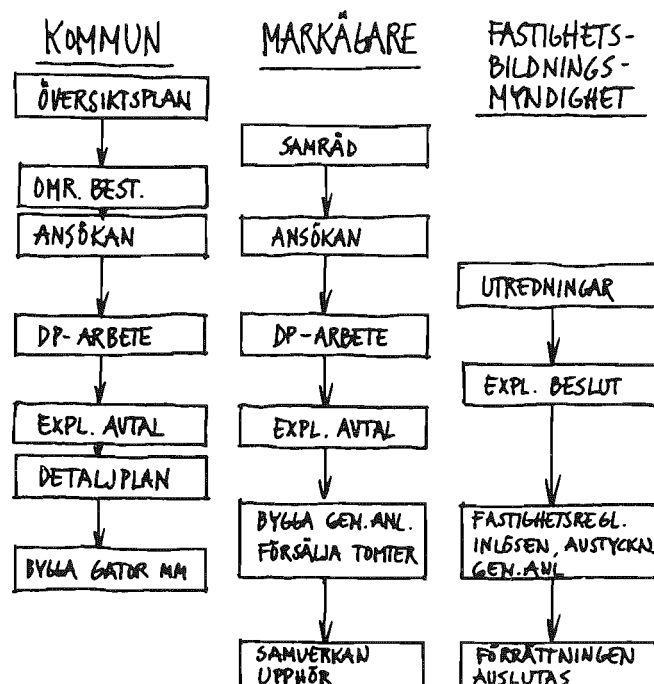 KOMMUN
ÖVERSIKTSPLAN
OMR. BEST.
ANSÖKAN
DP-ARBETE
EXPL. AVTAL
DETALJPLAN
BYGGA GATOR MM
MARKÄGARE
SAMRÅD
ANSÖKAN
DP-ARBETE
EXPL. AVTAL
BYGGA GEM. ANL.
FÖRSÄLJA TOMTER
SAMVERKAN
UPPHÖR
FASTIGHETS-
BILDNINGS-
MYNDIGHET
UTREDNINGAR
EXPL. BESLUT
FASTIGHETSREGL.
INLÖSEN, AVSTYCKN.
GEM. ANL
FÖRRÄTTNINGEN
AVSLUTAS